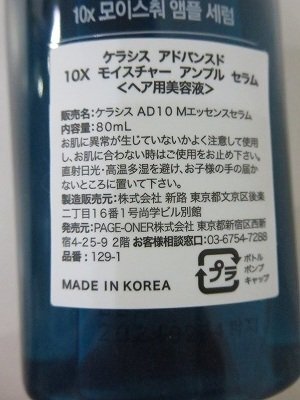 10x 모이스춰 앰플 세럼
ケラシス アドバンスド
10X モイスチャー アンプル セラム
<ヘア用美容液>
販売名:ケラシス AD10 Mエッセンスセラム
内容量:80mL
お肌に異常が生じていないかよく注意して使用
し、お肌に合わない時はご使用をお止め下さい。
直射日光・高温多湿を避け、お子様の手の届か
ないところに置いて下さい。
製造販売元:株式会社 新路 東京都文京区後楽
二丁目16番1号尚学ビル別館
発売元:PAGE-ONER株式会社 東京都新宿区西新
宿4-25-9 2階 お客様相談窓口:03-6754-7288
品番:129-1
MADE IN KOREA
プラ
ボトル
ポンプ
キャップ